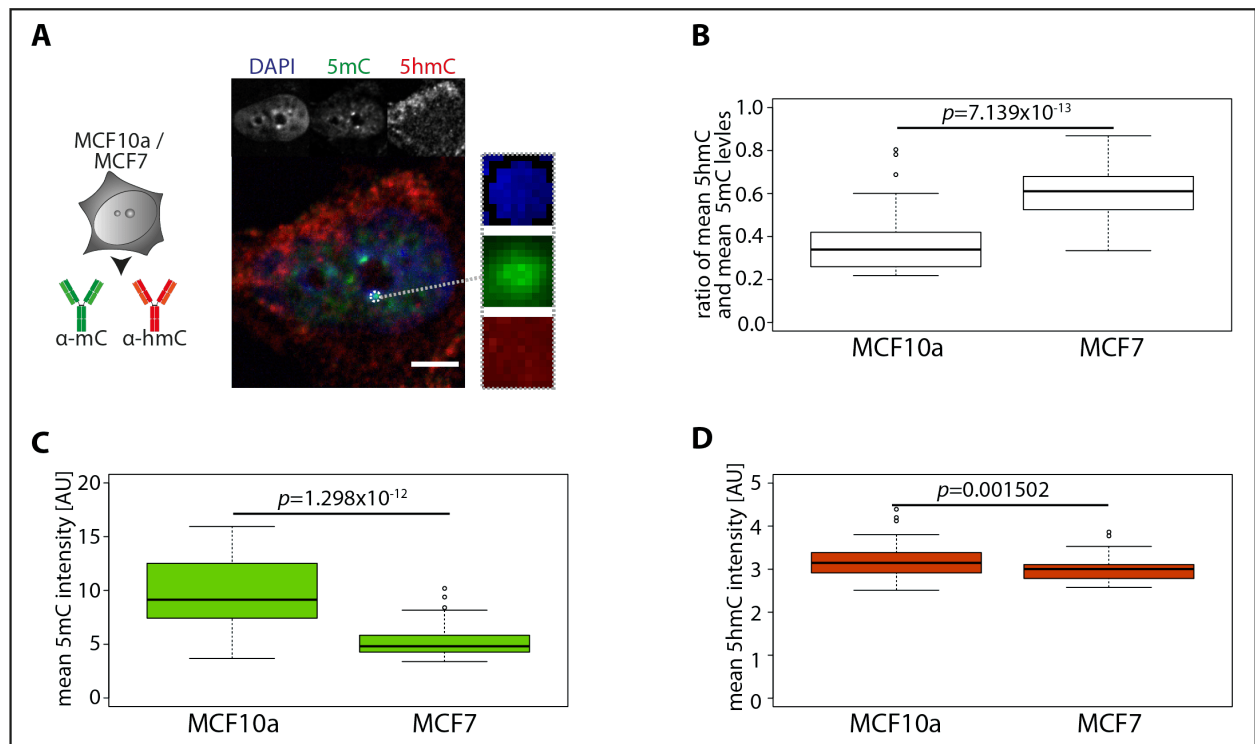 A
DAPI 5mC 5hmC
MCF10a /
MCF7
α-mC α-hmC
B
ratio of mean 5hmC
and mean 5mC levles
1.0
0.8
0.6
0.4
0.2
0.0
p=7.139x10⁻¹³
MCF10a MCF7
C
mean 5mC intensity [AU]
20
15
10
5
0
p=1.298x10⁻¹²
MCF10a MCF7
D
mean 5hmC intensity [AU]
5
4
3
2
1
0
p=0.001502
MCF10a MCF7